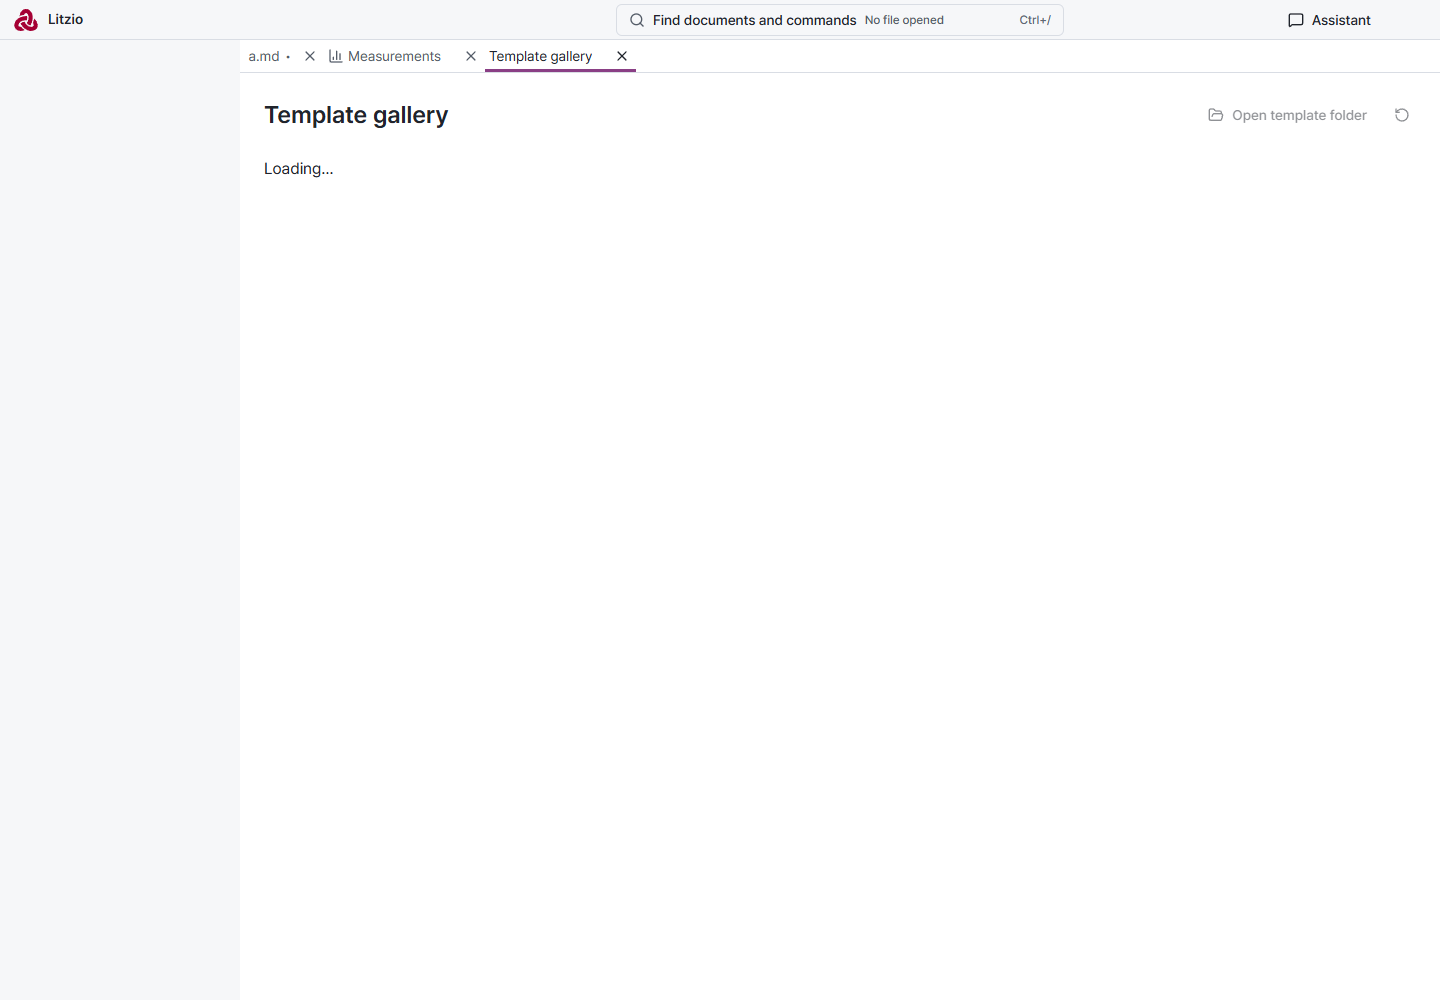 Litzio
Find documents and commands No file opened Ctrl+/
Assistant
a.md •
Measurements
Template gallery
Template gallery
Open template folder
Loading...